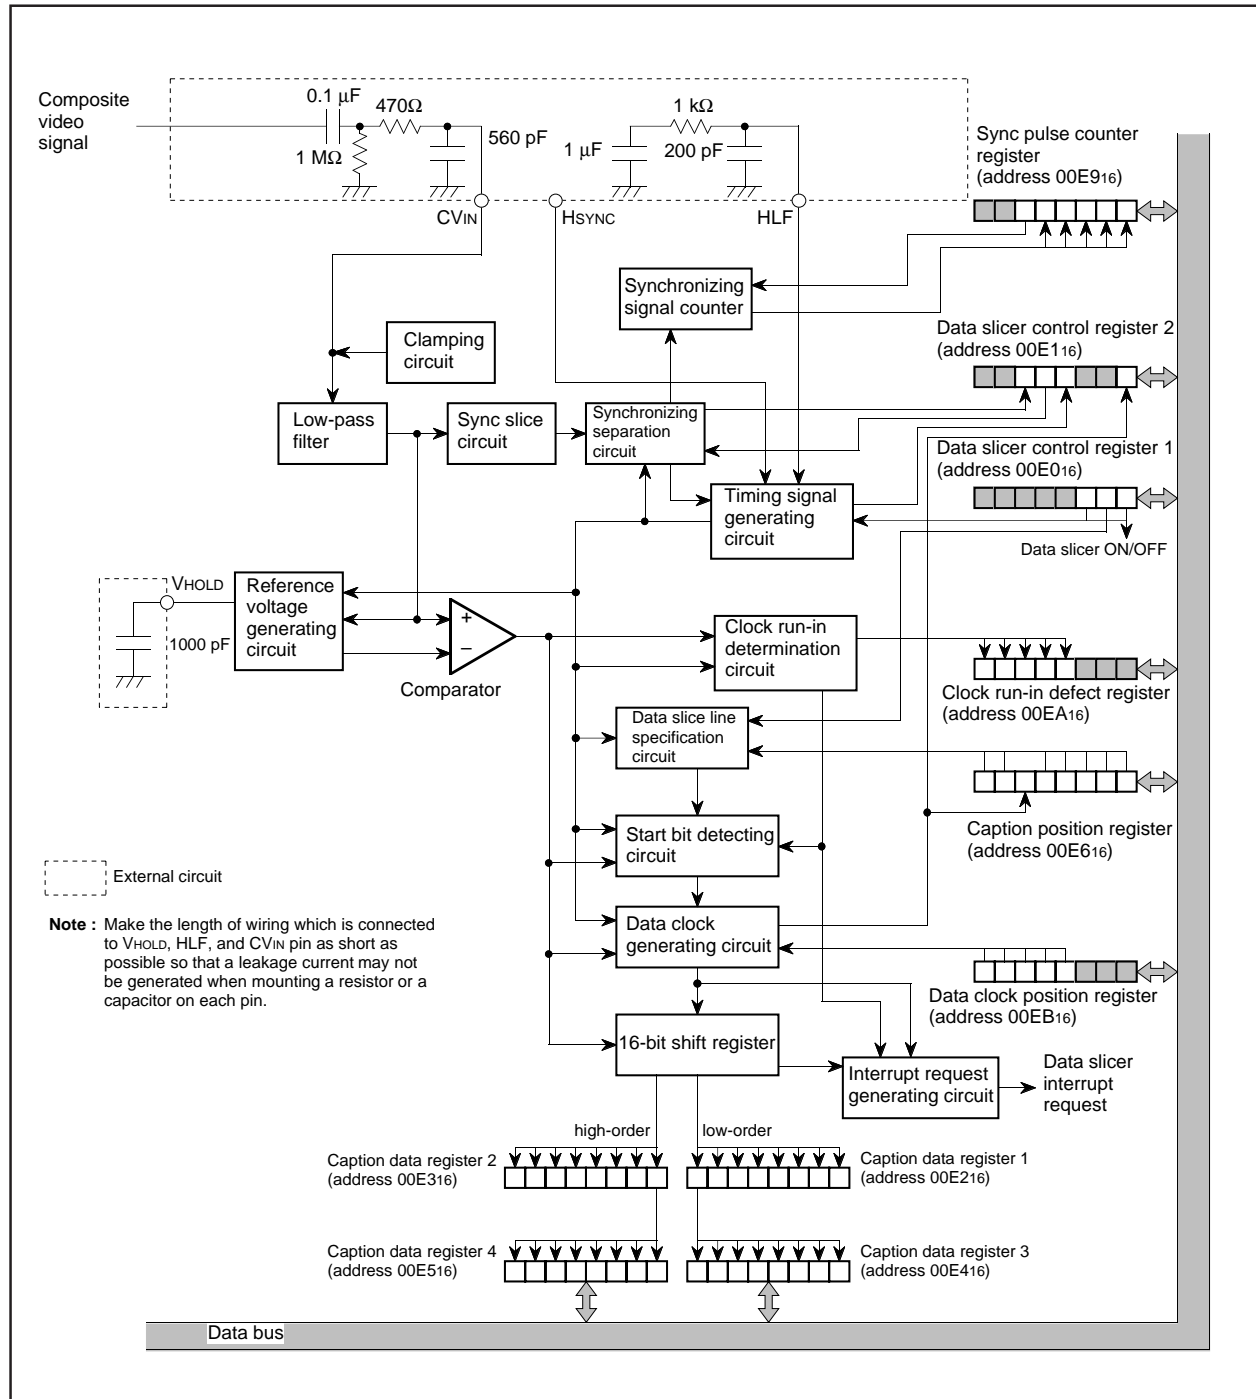 Composite
video
signal
0.1 µF
470Ω
1 MΩ
560 pF
1 µF
1 kΩ
200 pF
CVIN
HSYNC
HLF
Sync pulse counter
register
(address 00E916)
Synchronizing
signal counter
Data slicer control register 2
(address 00E116)
Clamping
circuit
Low-pass
filter
Sync slice
circuit
Synchronizing
separation
circuit
Data slicer control register 1
(address 00E016)
Timing signal
generating
circuit
Data slicer ON/OFF
VHOLD
1000 pF
Reference
voltage
generating
circuit
+
–
Comparator
Clock run-in
determination
circuit
Clock run-in defect register
(address 00EA16)
Data slice line
specification
circuit
Start bit detecting
circuit
Caption position register
(address 00E616)
External circuit
Note : Make the length of wiring which is connected
to VHOLD, HLF, and CVIN pin as short as
possible so that a leakage current may not
be generated when mounting a resistor or a
capacitor on each pin.
Data clock
generating circuit
Data clock position register
(address 00EB16)
16-bit shift register
Interrupt request
generating circuit
Data slicer
interrupt
request
high-order
low-order
Caption data register 2
(address 00E316)
Caption data register 1
(address 00E216)
Caption data register 4
(address 00E516)
Caption data register 3
(address 00E416)
Data bus